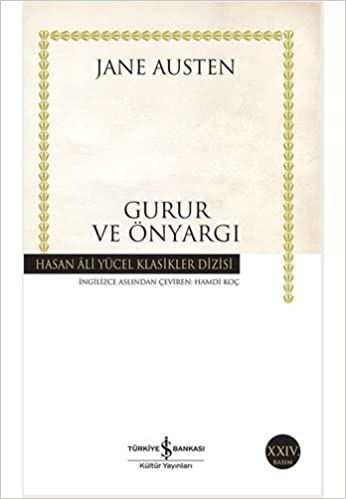 JANE AUSTEN
GURUR
VE ÖNYARGI
HASAN ÂLİ YÜCEL KLASİKLER DİZİSİ
İNGİLİZCE ASLINDAN ÇEVİREN: HAMDİ KOÇ
XXIV.
BASIM
TÜRKİYE BANKASI
Kültür Yayınları